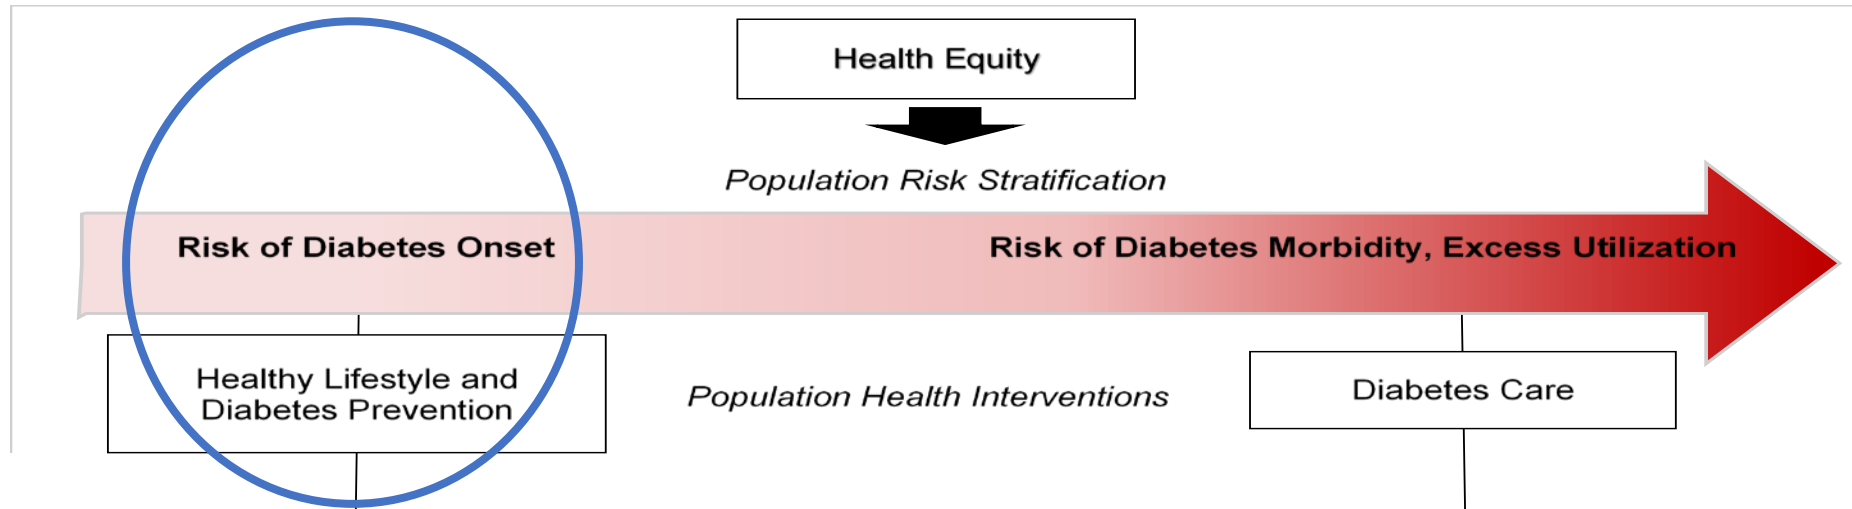 Health Equity
Population Risk Stratification
Risk of Diabetes Onset
Risk of Diabetes Morbidity, Excess Utilization
Healthy Lifestyle and
Diabetes Prevention
Population Health Interventions
Diabetes Care